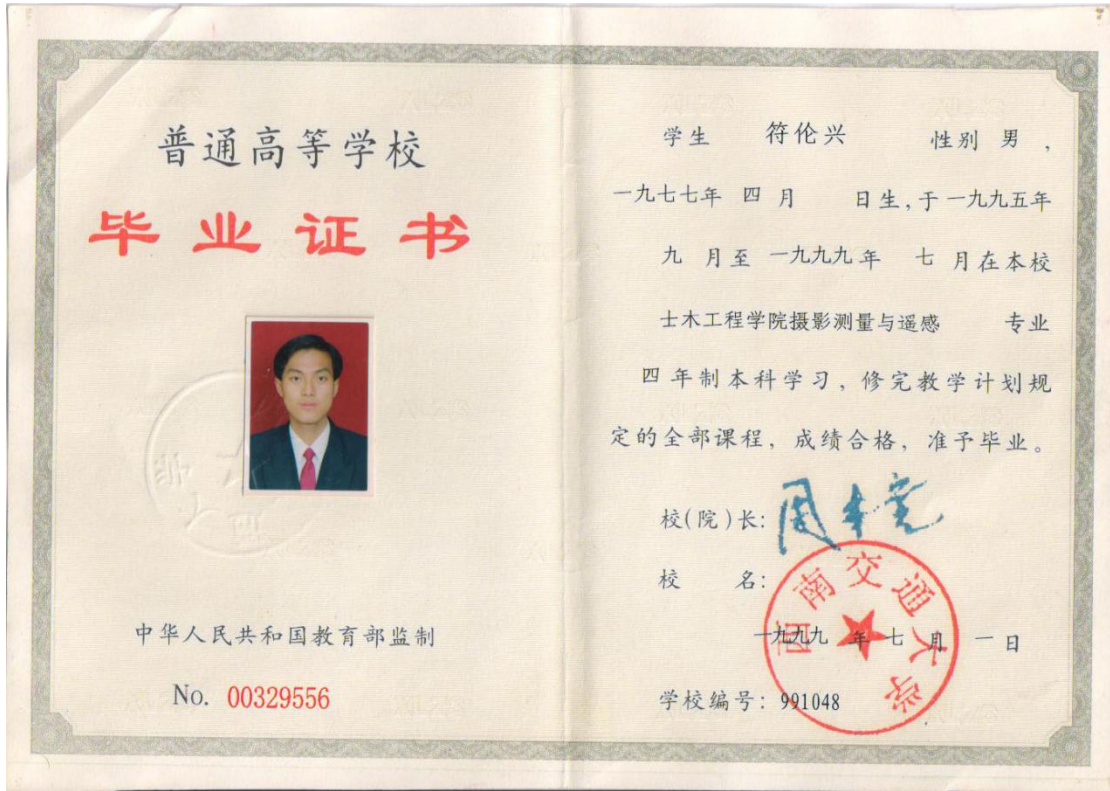 普通高等学校
毕业证书
中华人民共和国教育部监制
No. 00329556
学生 符伦兴 性别 男,
一九七七年 四 月 日生,于一九九五年
九 月至 一九九九年 七 月在本校
士木工程学院摄影测量与遥感 专业
四 年制本科学习，修完教学计划规
定的全部课程，成绩合格，准予毕业。
校(院)长:
校 名:
西南交通大学
一九九九 年 七 月 一 日
学校编号: 991048